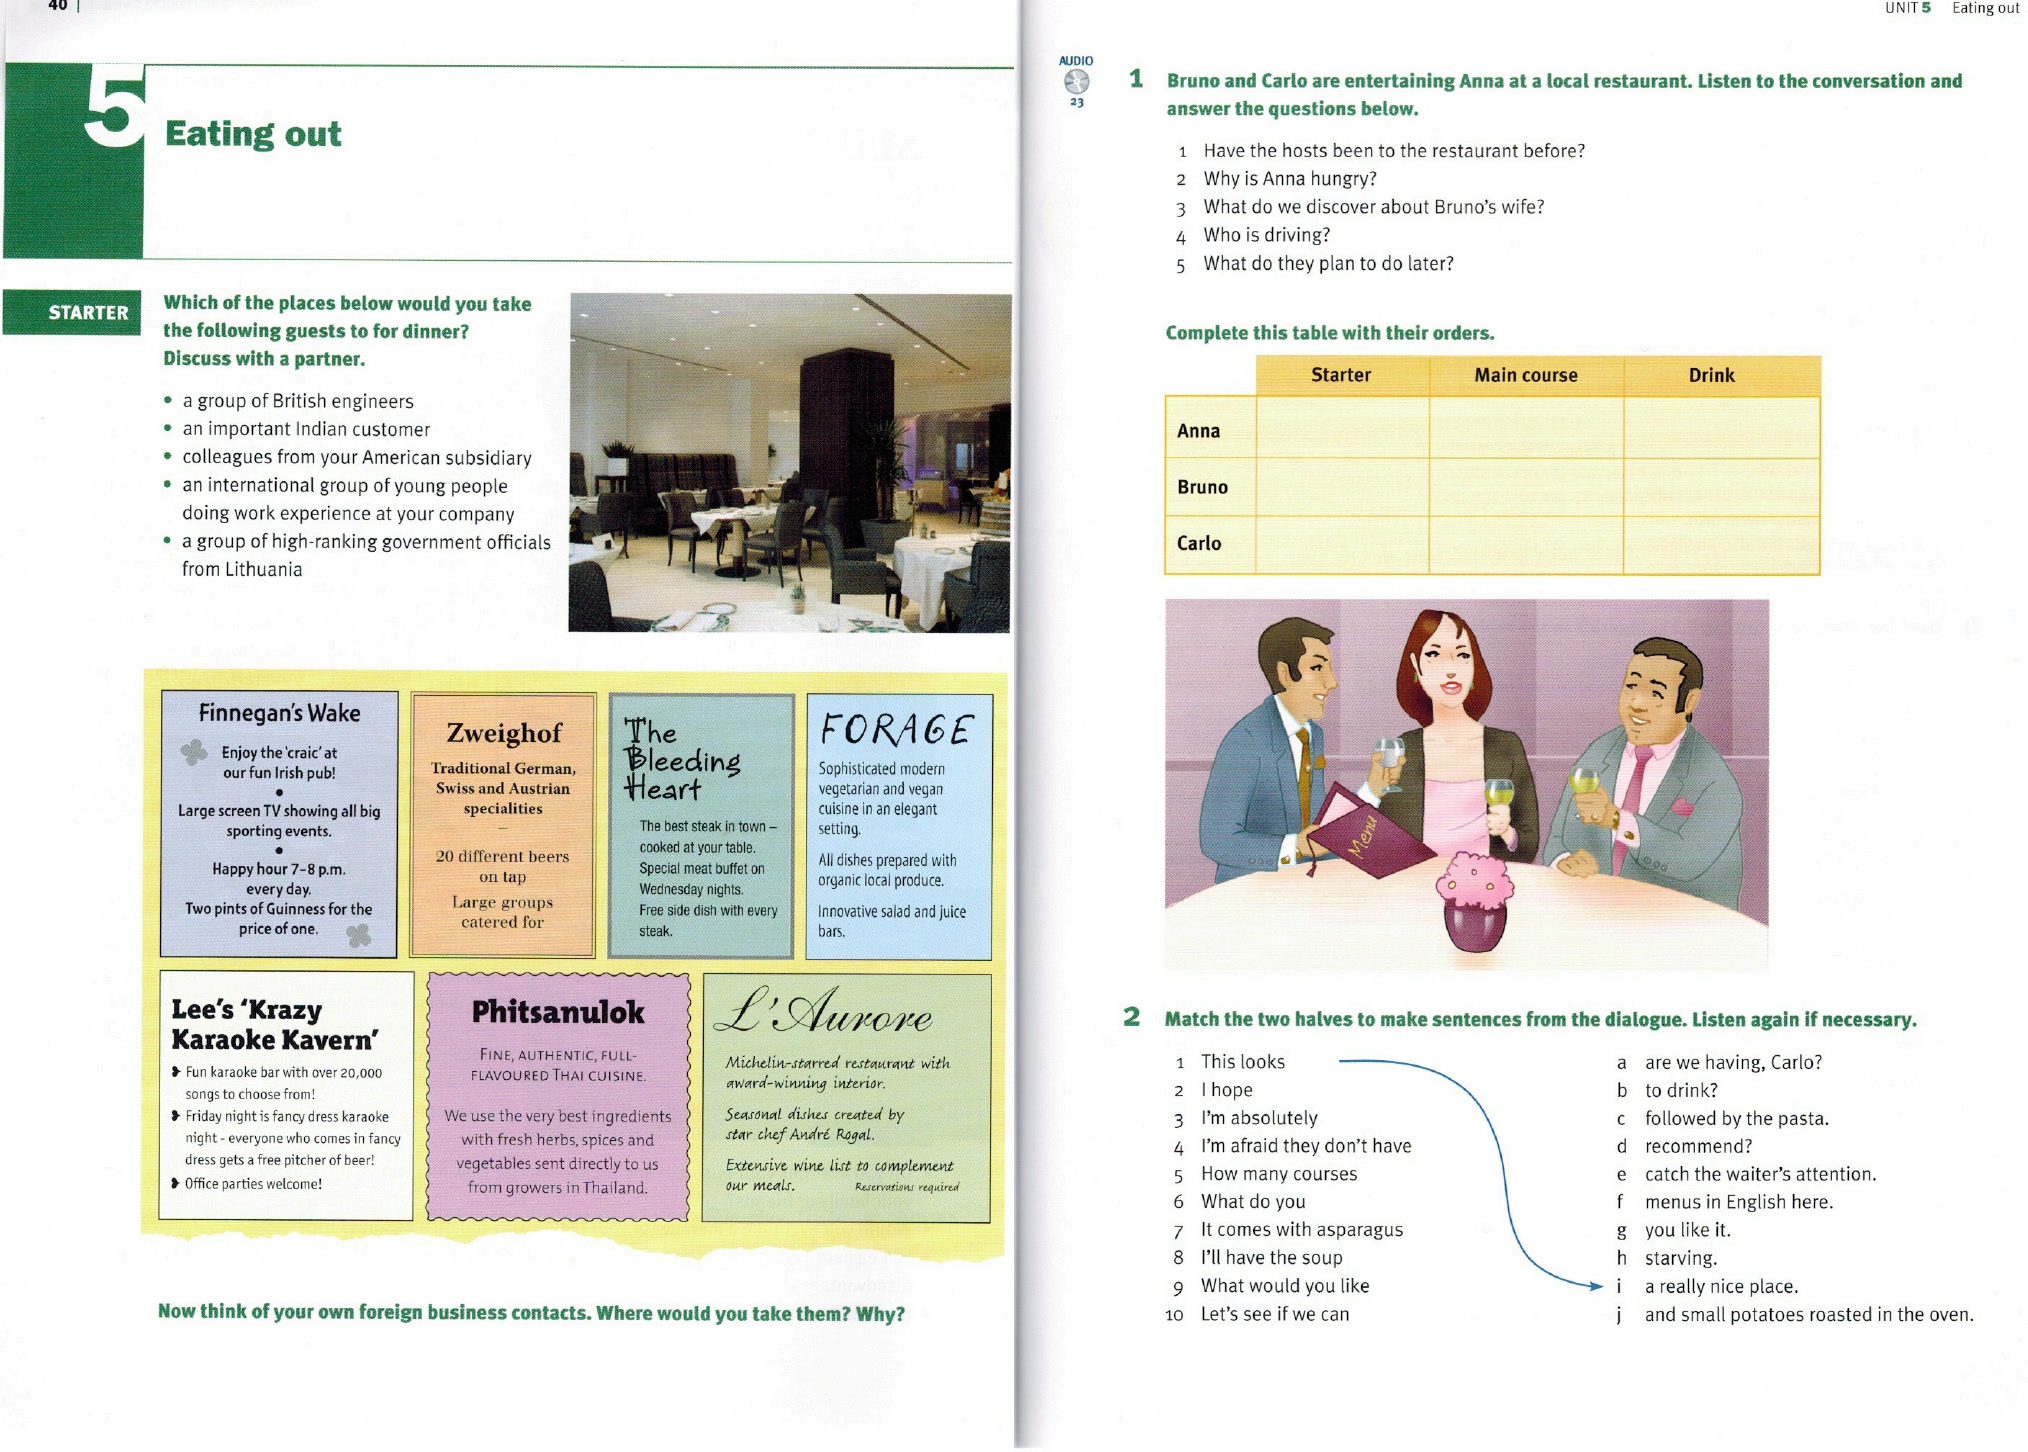 40
5
Eating out
STARTER
Which of the places below would you take
the following guests to for dinner?
Discuss with a partner.
• a group of British engineers
• an important Indian customer
• colleagues from your American subsidiary
• an international group of young people
doing work experience at your company
• a group of high-ranking government officials
from Lithuania
Finnegan's Wake
Enjoy the 'craic' at
our fun Irish pub!
•
Large screen TV showing all big
sporting events.
•
Happy hour 7–8 p.m.
every day.
Two pints of Guinness for the
price of one.
Zweighof
Traditional German,
Swiss and Austrian
specialities
–
20 different beers
on tap
Large groups
catered for
The
Bleeding
Heart
The best steak in town –
cooked at your table.
Special meat buffet on
Wednesday nights.
Free side dish with every
steak.
FORAGE
Sophisticated modern
vegetarian and vegan
cuisine in an elegant
setting.
All dishes prepared with
organic local produce.
Innovative salad and juice
bars.
Lee's 'Krazy
Karaoke Kavern'
Fun karaoke bar with over 20,000
songs to choose from!
Friday night is fancy dress karaoke
night – everyone who comes in fancy
dress gets a free pitcher of beer!
Office parties welcome!
Phitsanulok
FINE, AUTHENTIC, FULL-
FLAVOURED THAI CUISINE.
We use the very best ingredients
with fresh herbs, spices and
vegetables sent directly to us
from growers in Thailand.
L'Aurore
Michelin-starred restaurant with
award-winning interior.
Seasonal dishes created by
star chef André Rogal.
Extensive wine list to complement
our meals. Reservations required
Now think of your own foreign business contacts. Where would you take them? Why?
UNIT 5 Eating out
AUDIO
23
1 Bruno and Carlo are entertaining Anna at a local restaurant. Listen to the conversation and
answer the questions below.
1 Have the hosts been to the restaurant before?
2 Why is Anna hungry?
3 What do we discover about Bruno's wife?
4 Who is driving?
5 What do they plan to do later?
Complete this table with their orders.
Starter Main course Drink
Anna
Bruno
Carlo
Menu
2 Match the two halves to make sentences from the dialogue. Listen again if necessary.
1 This looks
2 I hope
3 I'm absolutely
4 I'm afraid they don't have
5 How many courses
6 What do you
7 It comes with asparagus
8 I'll have the soup
9 What would you like
10 Let's see if we can
a are we having, Carlo?
b to drink?
c followed by the pasta.
d recommend?
e catch the waiter's attention.
f menus in English here.
g you like it.
h starving.
i a really nice place.
j and small potatoes roasted in the oven.